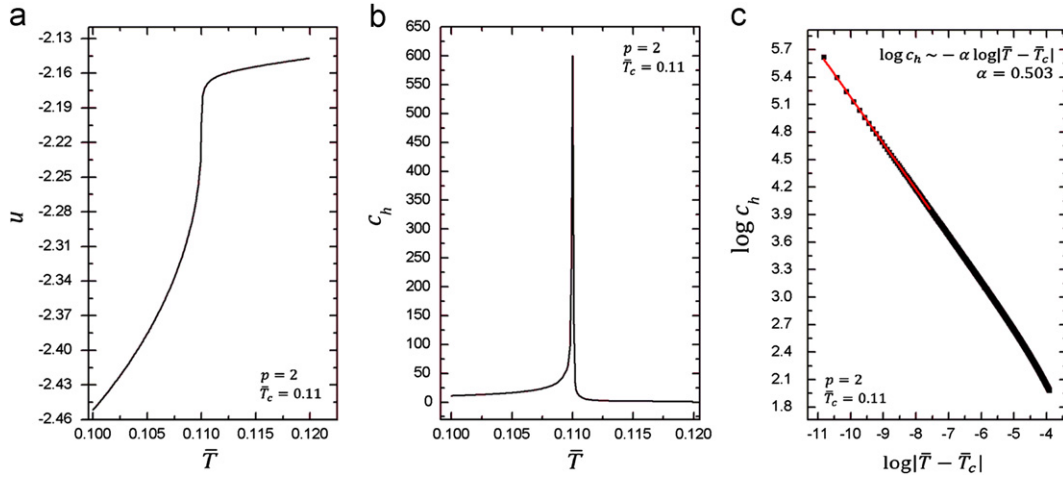 a
-2.13
-2.16
-2.19
-2.22
-2.25
-2.28
-2.31
-2.34
-2.37
-2.40
-2.43
-2.46
u
0.100 0.105 0.110 0.115 0.120
T̄
p = 2
T̄c = 0.11
b
650
600
550
500
450
400
350
300
250
200
150
100
50
0
c_h
0.100 0.105 0.110 0.115 0.120
T̄
p = 2
T̄c = 0.11
c
5.7
5.4
5.1
4.8
4.5
4.2
3.9
3.6
3.3
3.0
2.7
2.4
2.1
1.8
log c_h
-11 -10 -9 -8 -7 -6 -5 -4
log|T̄ − T̄c|
log c_h ~ − α log|T̄ − T̄c|
α = 0.503
p = 2
T̄c = 0.11